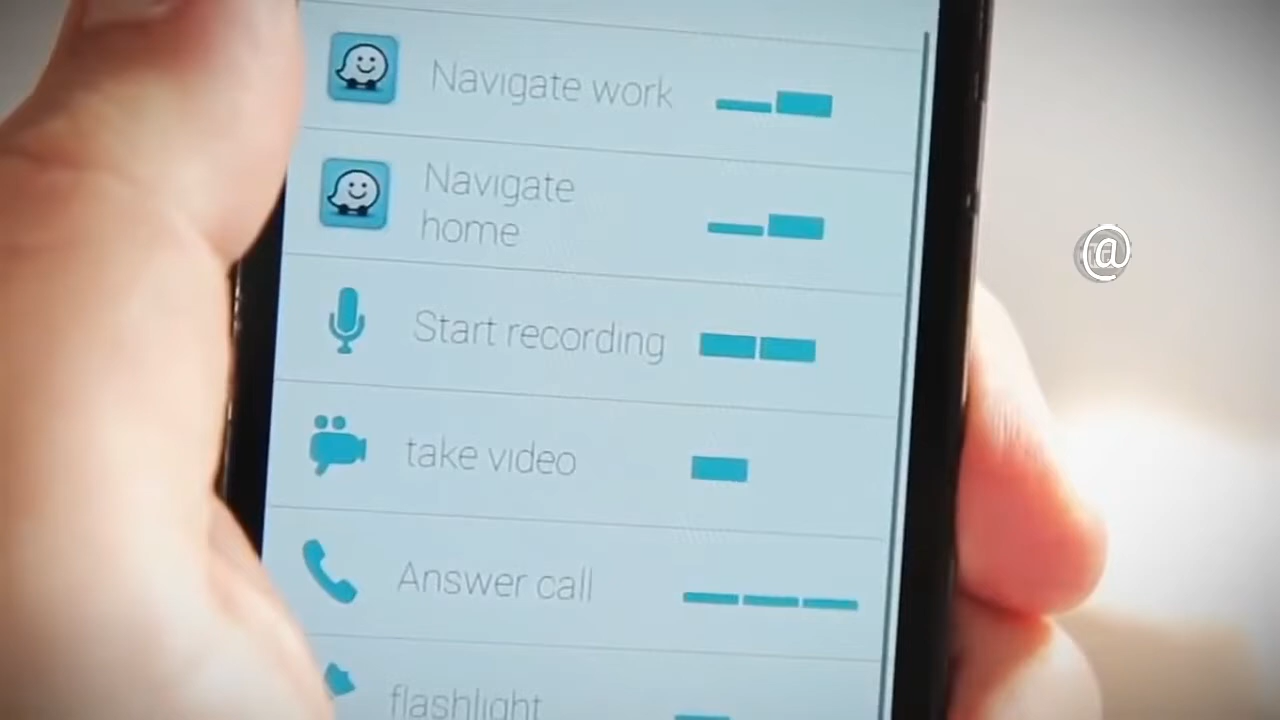 Navigate work
Navigate
home
Start recording
take video
Answer call
flashlight
@